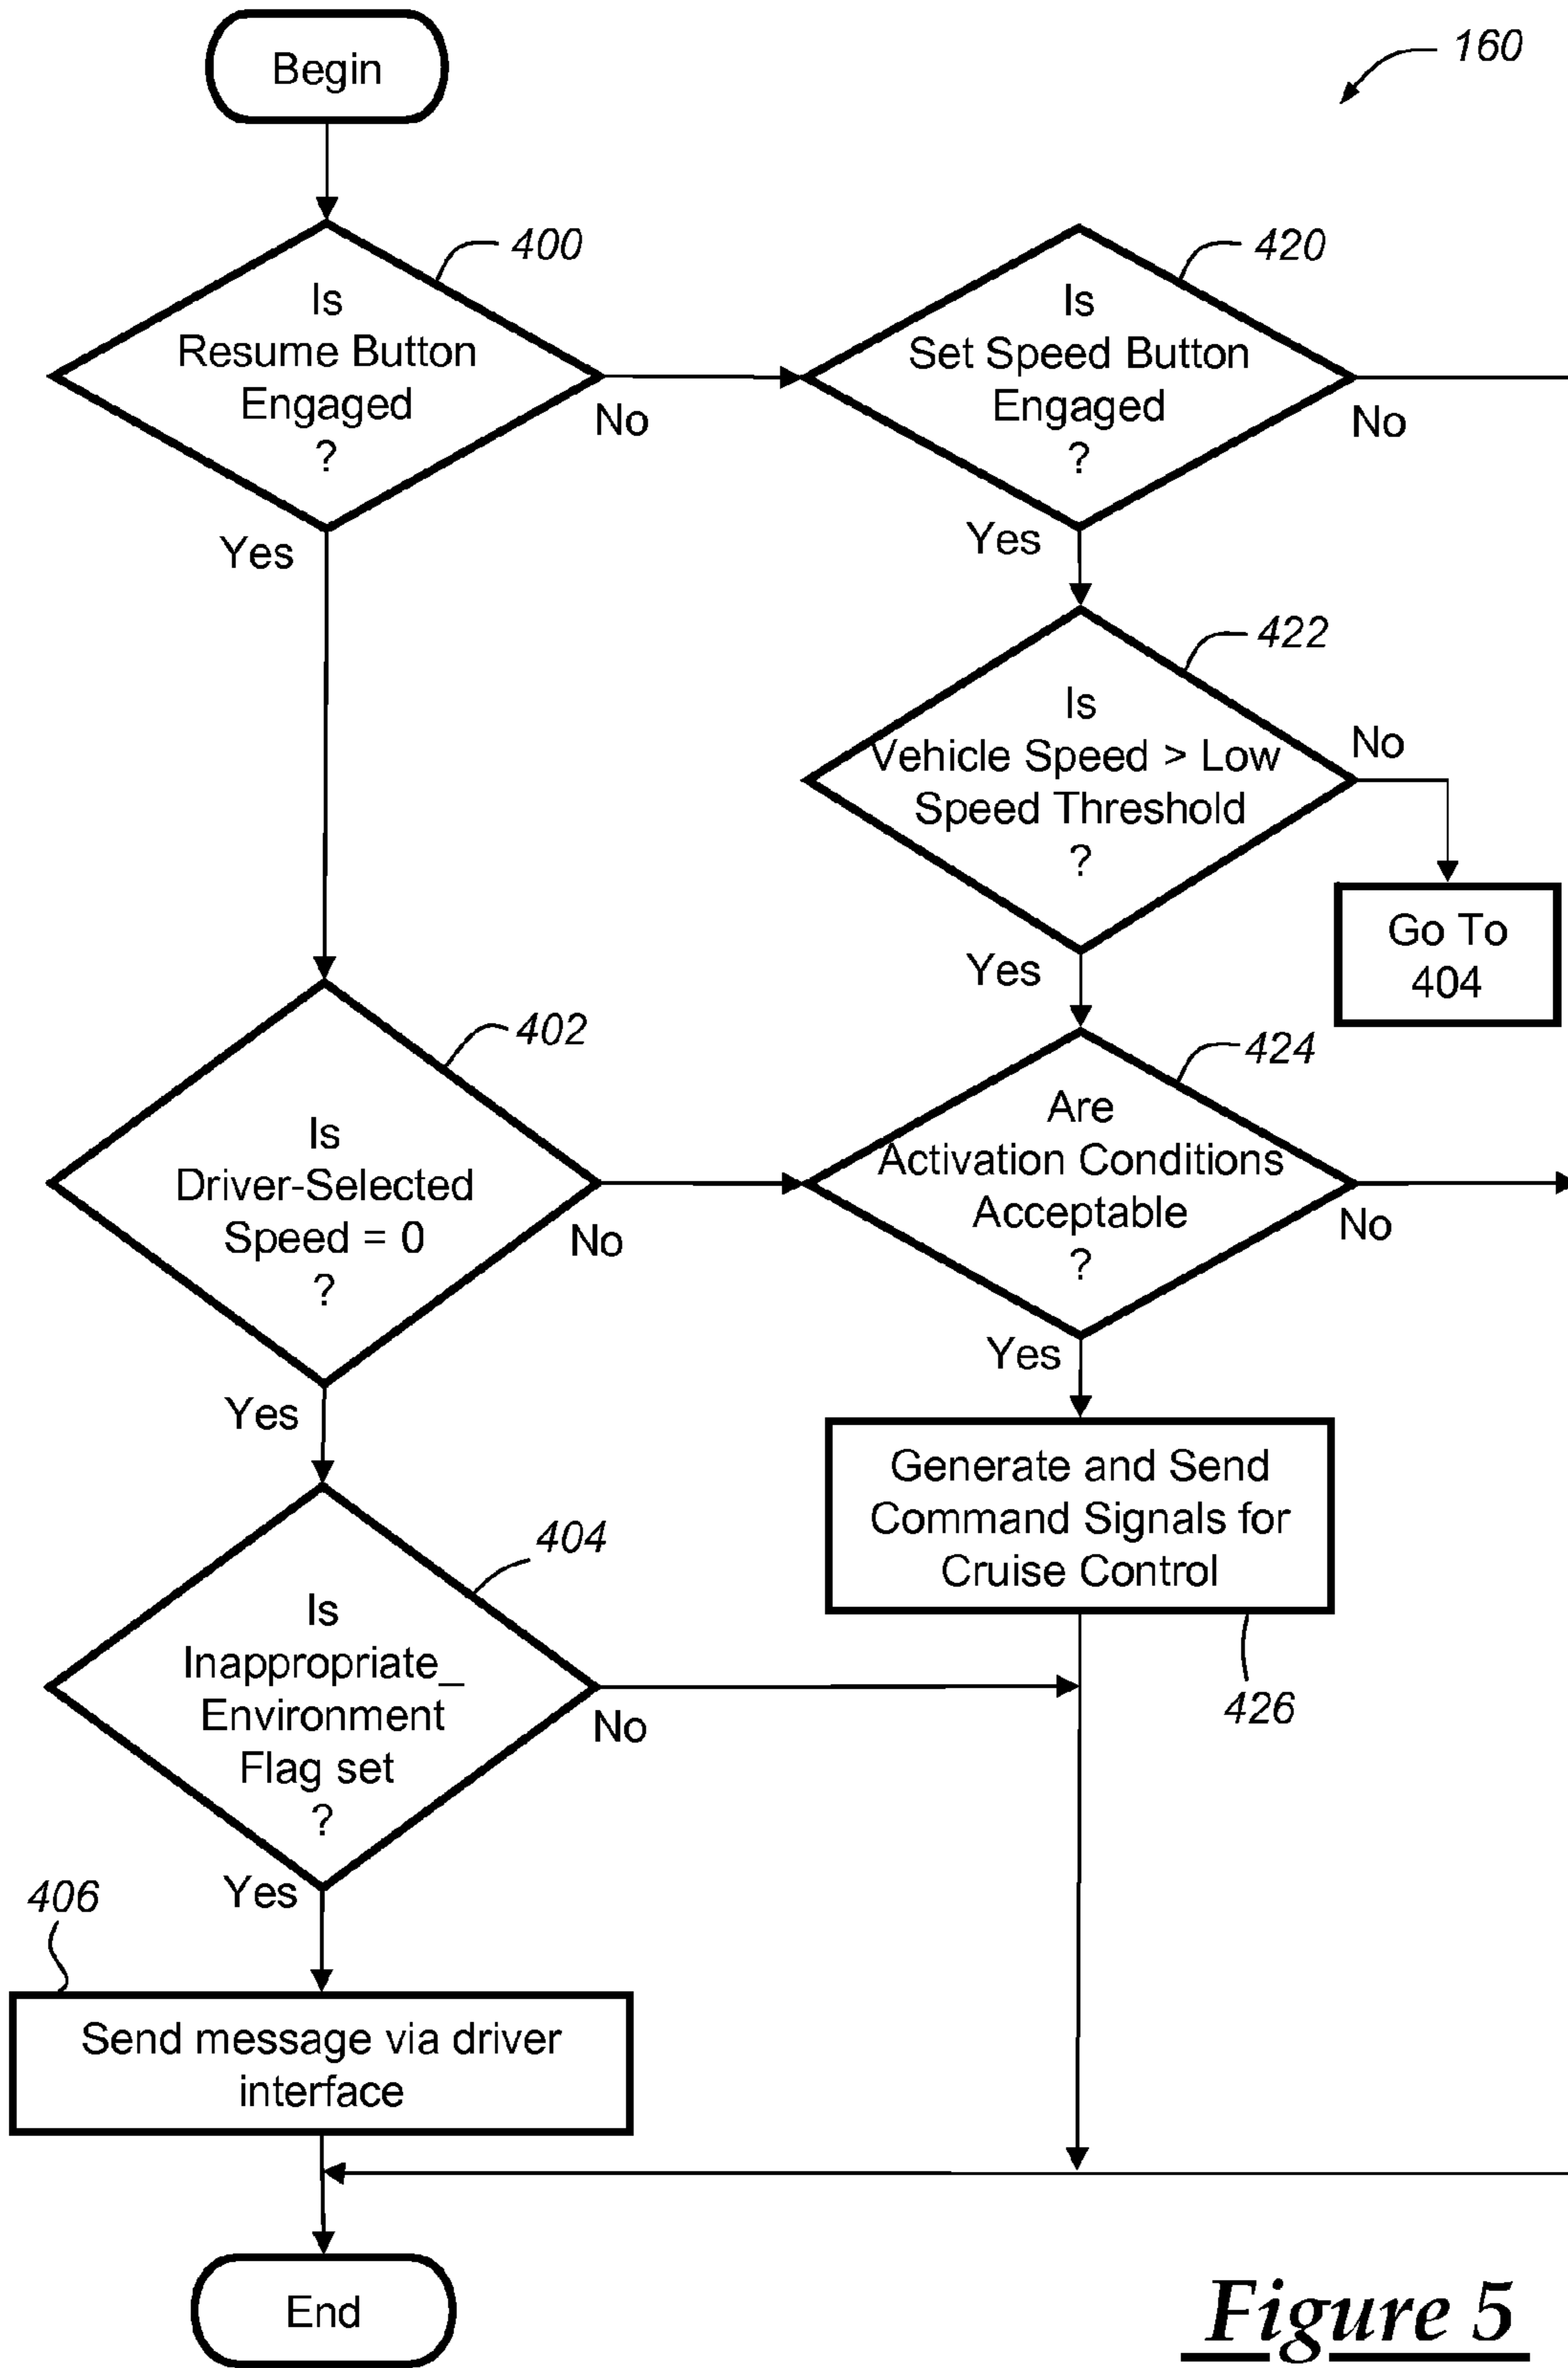 Begin
160
400
Is
Resume Button
Engaged
?
No
Yes
420
Is
Set Speed Button
Engaged
?
No
Yes
422
Is
Vehicle Speed > Low
Speed Threshold
?
No
Yes
Go To
404
402
Is
Driver-Selected
Speed = 0
?
No
Yes
424
Are
Activation Conditions
Acceptable
?
No
Yes
Generate and Send
Command Signals for
Cruise Control
426
404
Is
Inappropriate_
Environment
Flag set
?
No
Yes
406
Send message via driver
interface
End
Figure 5